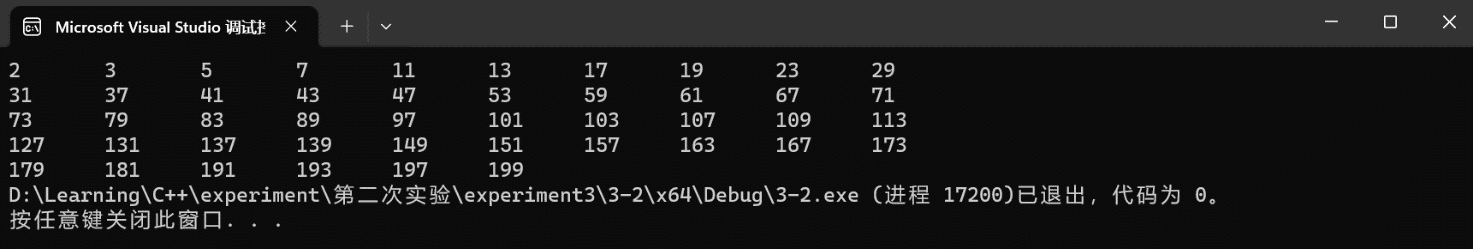 Microsoft Visual Studio 调试
2 3 5 7 11 13 17 19 23 29
31 37 41 43 47 53 59 61 67 71
73 79 83 89 97 101 103 107 109 113
127 131 137 139 149 151 157 163 167 173
179 181 191 193 197 199
D:\Learning\C++\experiment\第二次实验\experiment3\3-2\x64\Debug\3-2.exe (进程 17200)已退出，代码为 0。
按任意键关闭此窗口. . .